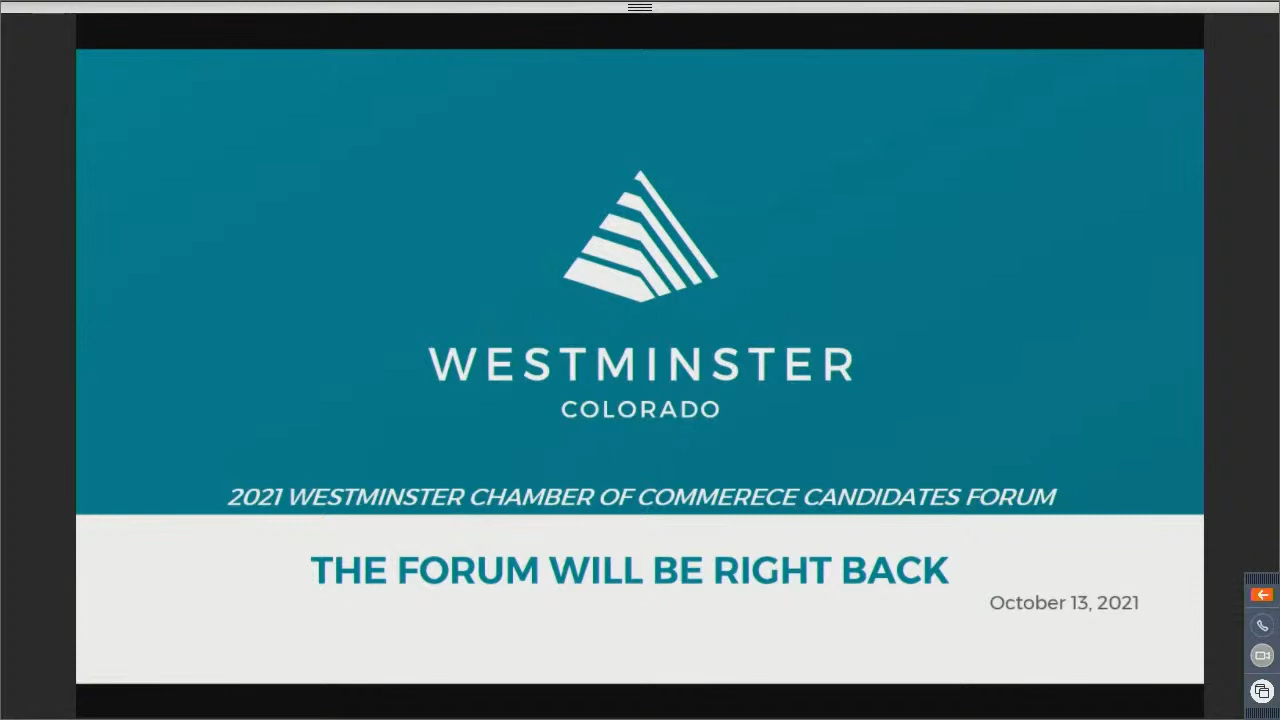 WESTMINSTER
COLORADO
2021 WESTMINSTER CHAMBER OF COMMERECE CANDIDATES FORUM
THE FORUM WILL BE RIGHT BACK
October 13, 2021